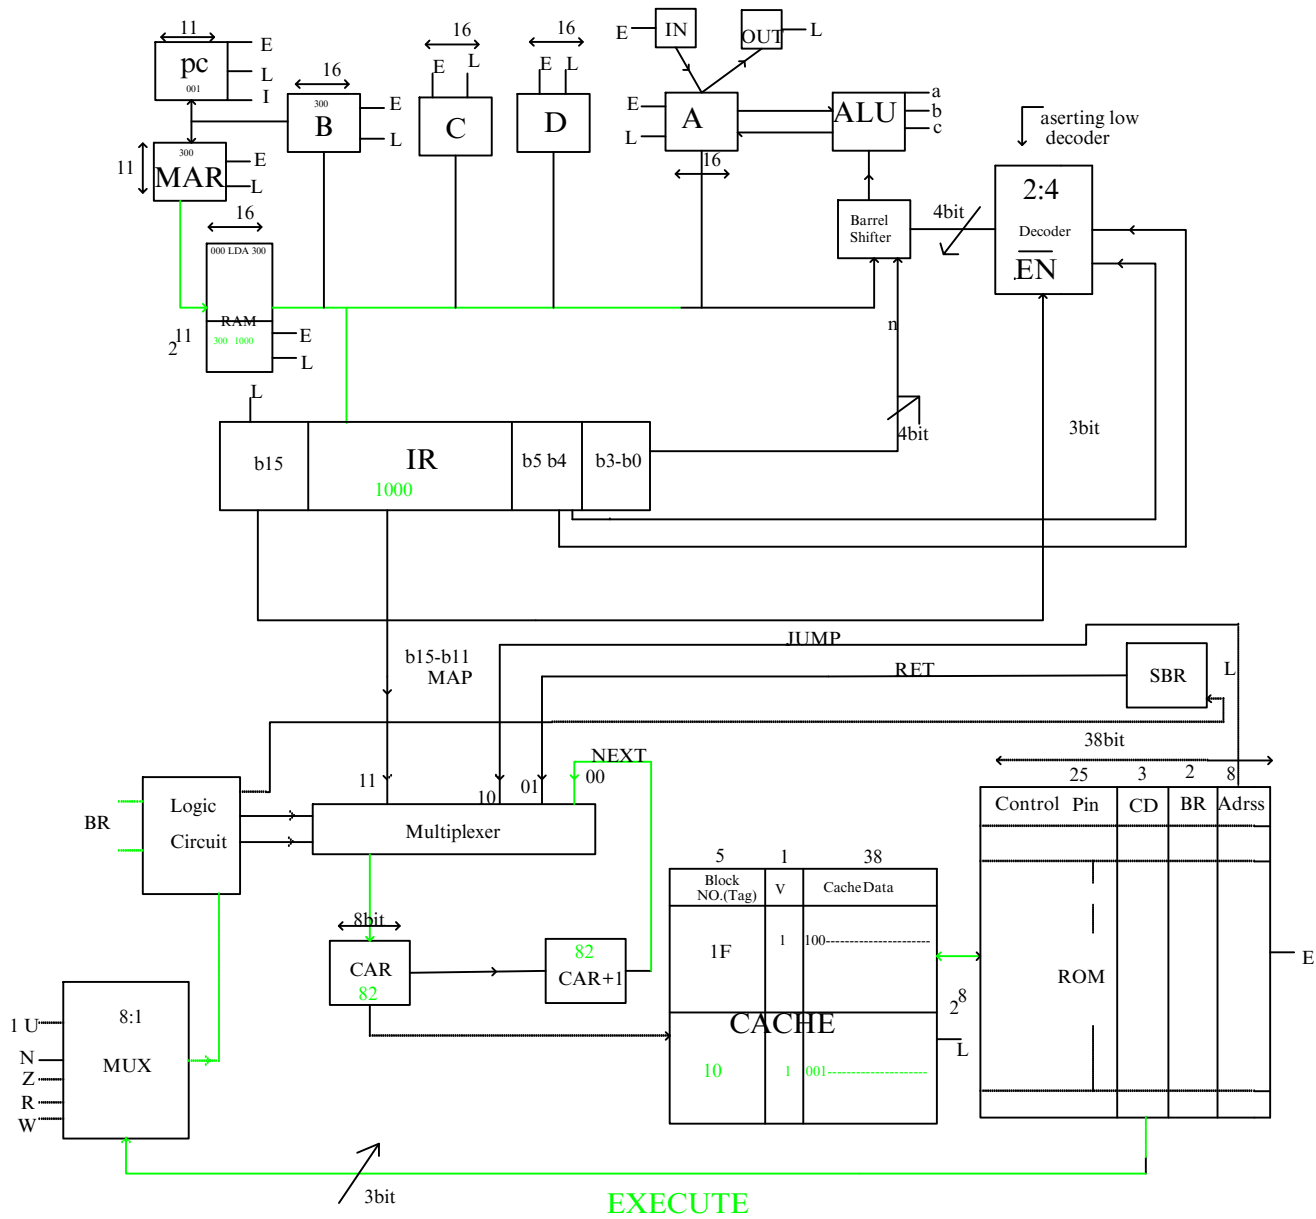 11
E
pc
L
001
I
16
300
B
E
L
16
E
L
C
16
E
L
D
E
IN
OUT
L
E
A
L
16
ALU
a
b
c
aserting low
decoder
11
300
MAR
E
L
16
000 LDA 300
RAM
300 1000
2 11
E
L
Barrel
Shifter
4bit
2:4
Decoder
EN
n
L
b15
IR
1000
b5 b4
b3-b0
4bit
3bit
b15-b11
MAP
JUMP
RET
SBR
L
38bit
NEXT
11
10
01
00
BR
Logic
Circuit
Multiplexer
25
3
2
8
Control Pin
CD
BR
Adrss
ROM
E
2 8
5
1
38
Block
NO.(Tag)
V
Cache Data
1F
1
100----------------------
CACHE
L
10
1
001---------------------
8bit
CAR
82
82
CAR+1
8:1
MUX
1 U
N
Z
R
W
3bit
EXECUTE